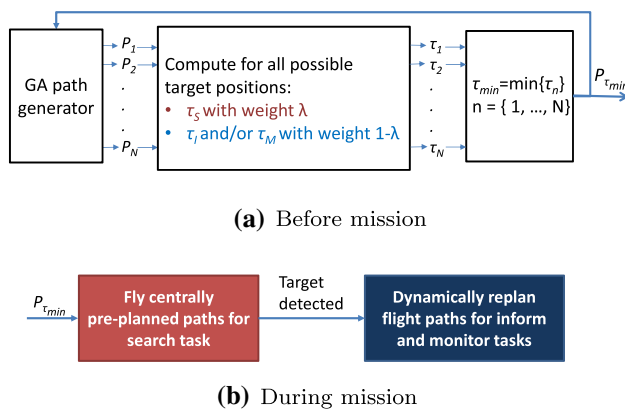 GA path
generator
P1
P2
.
.
.
PN
Compute for all possible
target positions:
• τS with weight λ
• τI and/or τM with weight 1-λ
τ1
τ2
.
.
.
τN
τmin=min{τn}
n = { 1, …, N}
Pτmin
(a) Before mission
Pτmin
Fly centrally
pre-planned paths for
search task
Target
detected
Dynamically replan
flight paths for inform
and monitor tasks
(b) During mission